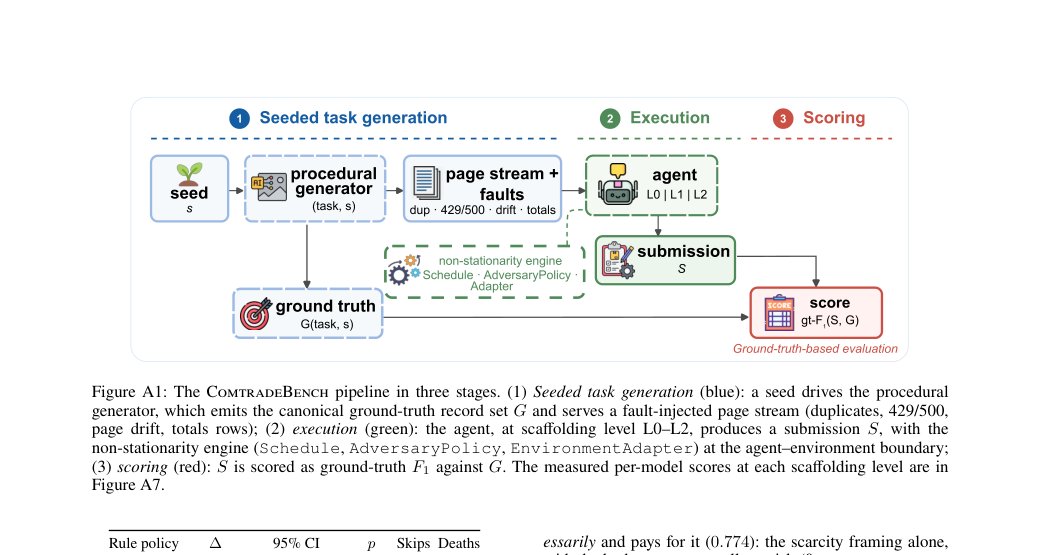 1 Seeded task generation
2 Execution
3 Scoring
seed
s
AI
procedural
generator
(task, s)
page stream +
faults
dup · 429/500 · drift · totals
agent
L0 | L1 | L2
non-stationarity engine
Schedule · AdversaryPolicy ·
Adapter
submission
S
ground truth
G(task, s)
SCORE
score
gt-F₁(S, G)
Ground-truth-based evaluation
Figure A1: The COMTRADEBENCH pipeline in three stages. (1) Seeded task generation (blue): a seed drives the procedural
generator, which emits the canonical ground-truth record set G and serves a fault-injected page stream (duplicates, 429/500,
page drift, totals rows); (2) execution (green): the agent, at scaffolding level L0–L2, produces a submission S, with the
non-stationarity engine (Schedule, AdversaryPolicy, EnvironmentAdapter) at the agent–environment boundary;
(3) scoring (red): S is scored as ground-truth F₁ against G. The measured per-model scores at each scaffolding level are in
Figure A7.
Rule policy Δ 95% CI p Skips Deaths
essarily and pays for it (0.774): the scarcity framing alone,